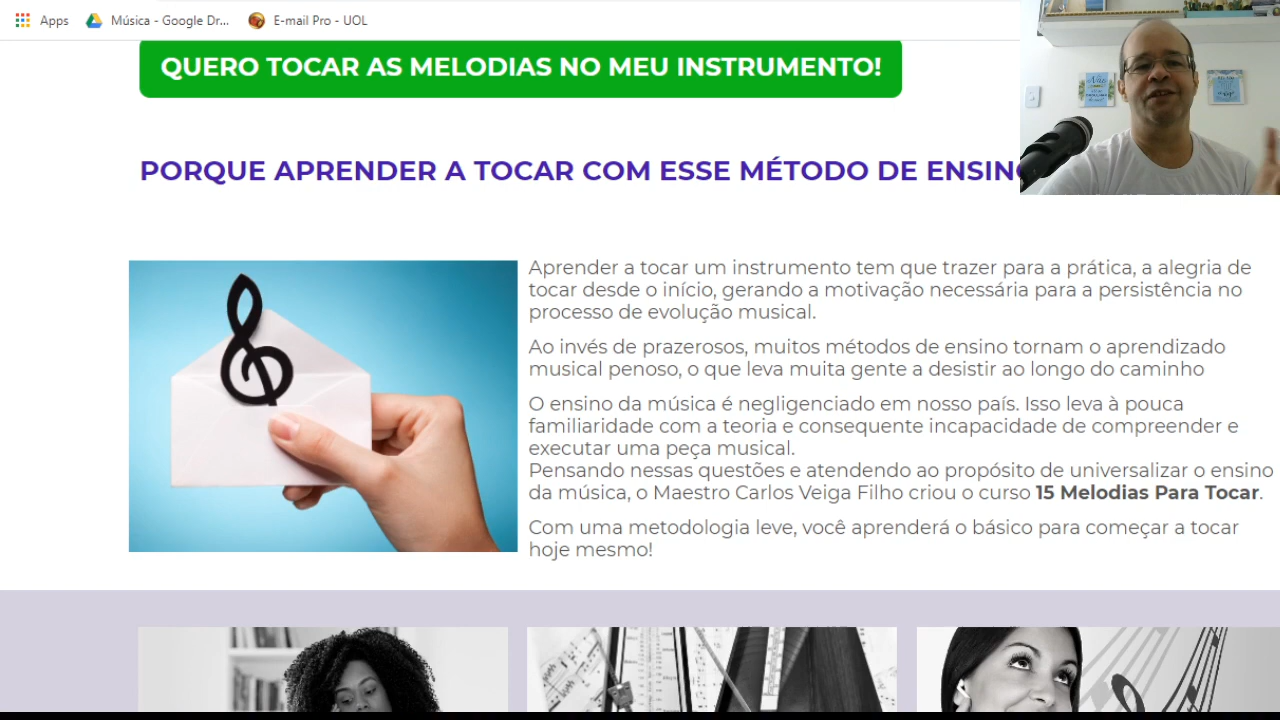 Apps Música - Google Dr... E-mail Pro - UOL
QUERO TOCAR AS MELODIAS NO MEU INSTRUMENTO!
PORQUE APRENDER A TOCAR COM ESSE MÉTODO DE ENSINO
Aprender a tocar um instrumento tem que trazer para a prática, a alegria de
tocar desde o início, gerando a motivação necessária para a persistência no
processo de evolução musical.
Ao invés de prazerosos, muitos métodos de ensino tornam o aprendizado
musical penoso, o que leva muita gente a desistir ao longo do caminho
O ensino da música é negligenciado em nosso país. Isso leva à pouca
familiaridade com a teoria e consequente incapacidade de compreender e
executar uma peça musical.
Pensando nessas questões e atendendo ao propósito de universalizar o ensino
da música, o Maestro Carlos Veiga Filho criou o curso 15 Melodias Para Tocar.
Com uma metodologia leve, você aprenderá o básico para começar a tocar
hoje mesmo!